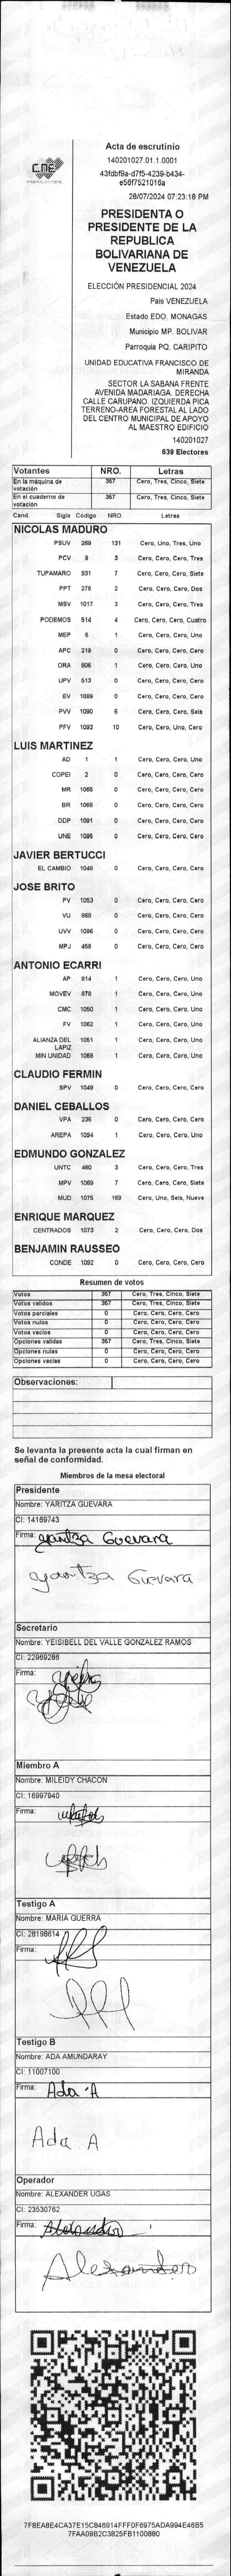 Acta de escrutinio
140201027.01.1.0001
43fdbf9a-d7f5-4239-b434-
e56f7521016a
28/07/2024 07:23:18 PM
CNE
PRESIDENTA O
PRESIDENTE DE LA
REPUBLICA
BOLIVARIANA DE
VENEZUELA
ELECCIÓN PRESIDENCIAL 2024
País VENEZUELA
Estado EDO. MONAGAS
Municipio MP. BOLIVAR
Parroquia PQ. CARIPITO
UNIDAD EDUCATIVA FRANCISCO DE
MIRANDA
SECTOR LA SABANA FRENTE
AVENIDA MADARIAGA. DERECHA
CALLE CARUPANO. IZQUIERDA PICA
TERRENO-AREA FORESTAL AL LADO
DEL CENTRO MUNICIPAL DE APOYO
AL MAESTRO EDIFICIO
140201027
639 Electores
Votantes NRO. Letras
En la máquina de votación 367 Cero, Tres, Cinco, Siete
En el cuaderno de votación 367 Cero, Tres, Cinco, Siete
Cand. Sigla Código NRO. Letras
NICOLAS MADURO
PSUV 269 131 Cero, Uno, Tres, Uno
PCV 9 3 Cero, Cero, Cero, Tres
TUPAMARO 931 7 Cero, Cero, Cero, Siete
PPT 276 2 Cero, Cero, Cero, Dos
MSV 1017 3 Cero, Cero, Cero, Tres
PODEMOS 514 4 Cero, Cero, Cero, Cuatro
MEP 6 1 Cero, Cero, Cero, Uno
APC 219 0 Cero, Cero, Cero, Cero
ORA 906 1 Cero, Cero, Cero, Uno
UPV 513 0 Cero, Cero, Cero, Cero
EV 1089 0 Cero, Cero, Cero, Cero
PVV 1090 6 Cero, Cero, Cero, Seis
PFV 1093 10 Cero, Cero, Uno, Cero
LUIS MARTINEZ
AD 1 1 Cero, Cero, Cero, Uno
COPEI 2 0 Cero, Cero, Cero, Cero
MR 1065 0 Cero, Cero, Cero, Cero
BR 1066 0 Cero, Cero, Cero, Cero
DDP 1091 0 Cero, Cero, Cero, Cero
UNE 1095 0 Cero, Cero, Cero, Cero
JAVIER BERTUCCI
EL CAMBIO 1048 0 Cero, Cero, Cero, Cero
JOSE BRITO
PV 1053 0 Cero, Cero, Cero, Cero
VU 868 0 Cero, Cero, Cero, Cero
UVV 1096 0 Cero, Cero, Cero, Cero
MPJ 458 0 Cero, Cero, Cero, Cero
ANTONIO ECARRI
AP 814 1 Cero, Cero, Cero, Uno
MOVEV 978 1 Cero, Cero, Cero, Uno
CMC 1050 1 Cero, Cero, Cero, Uno
FV 1062 1 Cero, Cero, Cero, Uno
ALIANZA DEL LAPIZ 1051 1 Cero, Cero, Cero, Uno
MIN UNIDAD 1068 1 Cero, Cero, Cero, Uno
CLAUDIO FERMIN
SPV 1049 0 Cero, Cero, Cero, Cero
DANIEL CEBALLOS
VPA 236 0 Cero, Cero, Cero, Cero
AREPA 1094 1 Cero, Cero, Cero, Uno
EDMUNDO GONZALEZ
UNTC 460 3 Cero, Cero, Cero, Tres
MPV 1069 7 Cero, Cero, Cero, Siete
MUD 1075 169 Cero, Uno, Seis, Nueve
ENRIQUE MARQUEZ
CENTRADOS 1073 2 Cero, Cero, Cero, Dos
BENJAMIN RAUSSEO
CONDE 1092 0 Cero, Cero, Cero, Cero
Resumen de votos
Votos 357 Cero, Tres, Cinco, Siete
Votos validos 357 Cero, Tres, Cinco, Siete
Votos parciales 0 Cero, Cero, Cero, Cero
Votos nulos 0 Cero, Cero, Cero, Cero
Votos vacios 0 Cero, Cero, Cero, Cero
Opciones validas 357 Cero, Tres, Cinco, Siete
Opciones nulas 0 Cero, Cero, Cero, Cero
Opciones vacias 0 Cero, Cero, Cero, Cero
Observaciones:
Se levanta la presente acta la cual firman en
señal de conformidad.
Miembros de la mesa electoral
Presidente
Nombre: YARITZA GUEVARA
CI: 14169743
Firma: Yaritza Guevara
Yaritza Guevara
Secretario
Nombre: YEISIBELL DEL VALLE GONZALEZ RAMOS
CI: 22969286
Firma:
Miembro A
Nombre: MILEIDY CHACON
CI: 16997940
Firma:
Testigo A
Nombre: MARIA GUERRA
CI: 28198614
Firma:
Testigo B
Nombre: ADA AMUNDARAY
CI: 11007100
Firma: Ada A
Ada A
Operador
Nombre: ALEXANDER UGAS
CI: 23530762
Firma: Alexander
Alexander
7F8EA8E4CA37E15C846914FFF0F6975ADA994E46B5
7FAA09B2C3825FB1100880